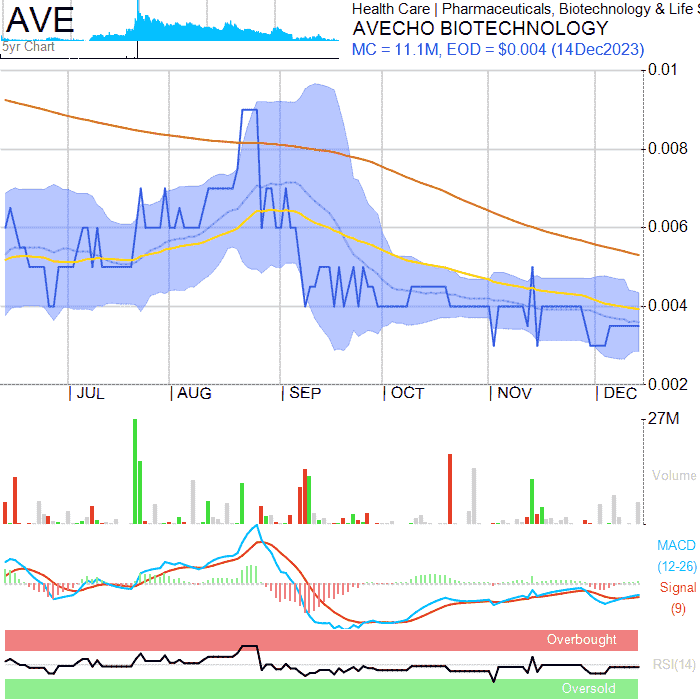 AVE
5yr Chart
Health Care | Pharmaceuticals, Biotechnology & Life S
AVECHO BIOTECHNOLOGY
MC = 11.1M, EOD = $0.004 (14Dec2023)
0.01
0.008
0.006
0.004
0.002
JUL AUG SEP OCT NOV DEC
27M
Volume
MACD
(12-26)
Signal
(9)
Overbought
RSI(14)
Oversold